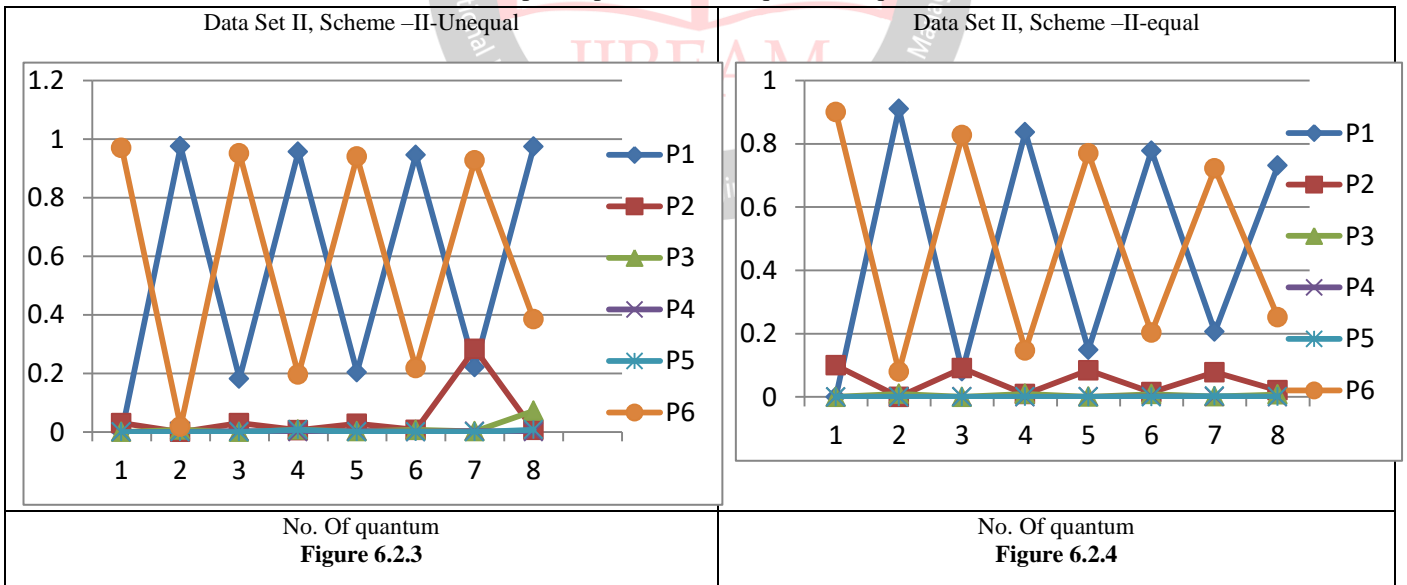 Data Set II, Scheme –II-Unequal
1.2
1
0.8
0.6
0.4
0.2
0
1 2 3 4 5 6 7 8
P1
P2
P3
P4
P5
P6
No. Of quantum
Figure 6.2.3
Data Set II, Scheme –II-equal
1
0.8
0.6
0.4
0.2
0
1 2 3 4 5 6 7 8
P1
P2
P3
P4
P5
P6
No. Of quantum
Figure 6.2.4